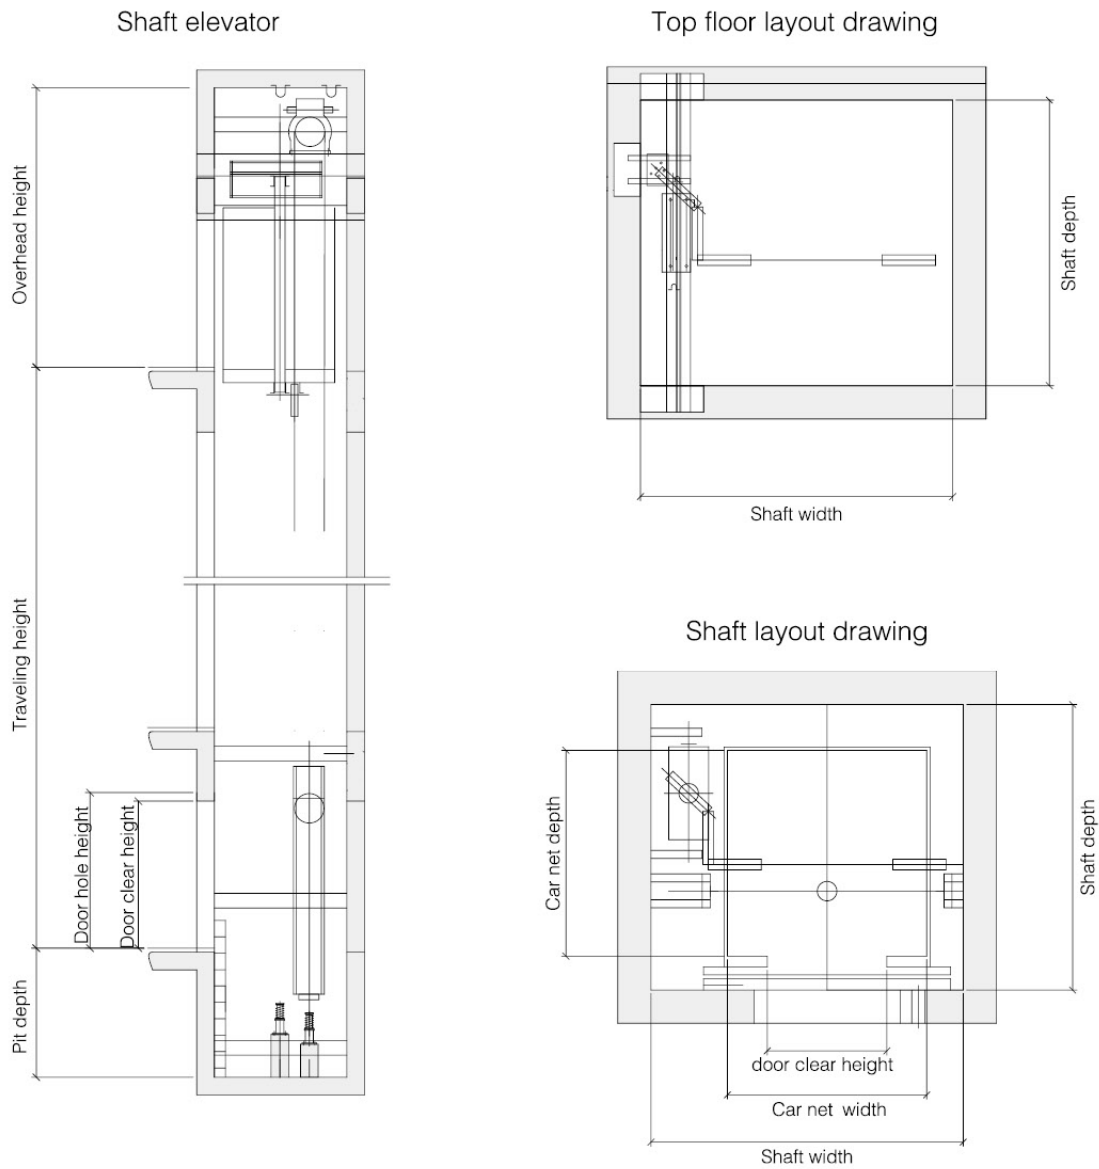 Shaft elevator
Overhead height
Traveling height
Door hole height
Door clear height
Pit depth
Top floor layout drawing
Shaft depth
Shaft width
Shaft layout drawing
Car net depth
Shaft depth
door clear height
Car net width
Shaft width